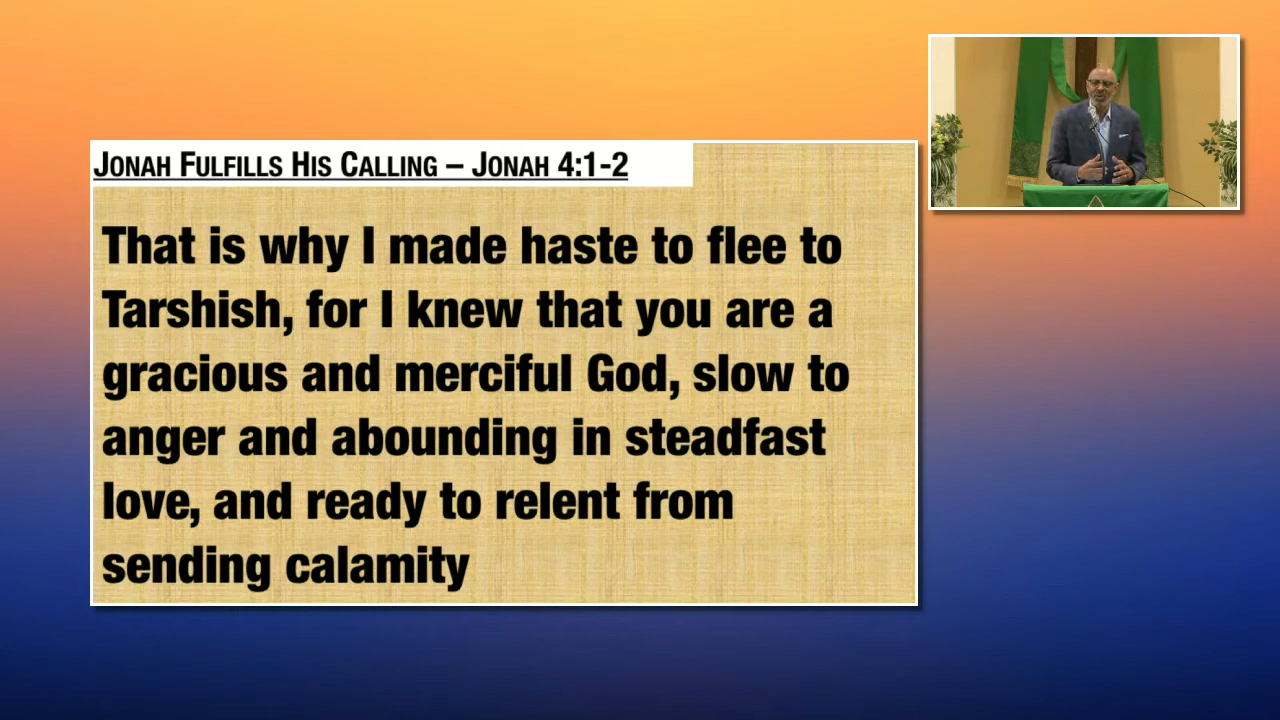 Jonah Fulfills His Calling – Jonah 4:1-2
That is why I made haste to flee to
Tarshish, for I knew that you are a
gracious and merciful God, slow to
anger and abounding in steadfast
love, and ready to relent from
sending calamity